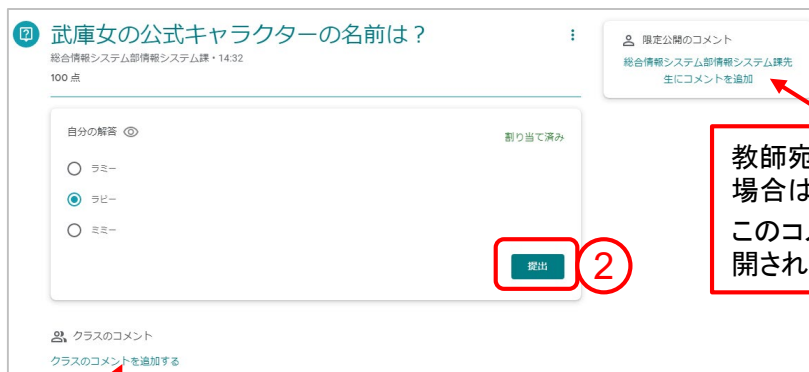 武庫女の公式キャラクターの名前は？
総合情報システム部情報システム課・14:32
100 点
自分の解答
割り当て済み
ラミー
ラビー
ミミー
提出
②
クラスのコメント
クラスのコメントを追加する
限定公開のコメント
総合情報システム部情報システム課先
生にコメントを追加
教師宛
場合は
このコメ
開され